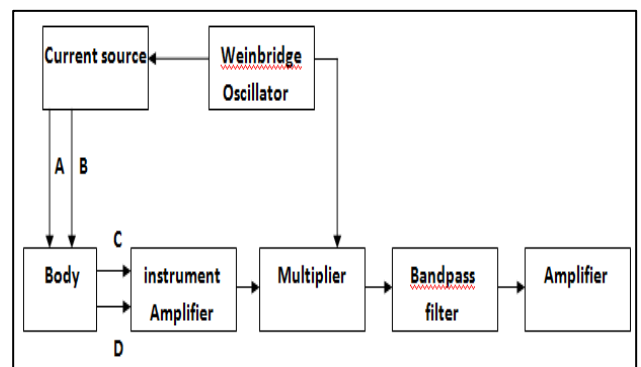 Current source
Weinbridge
Oscillator
A
B
C
Body
instrument
Amplifier
Multiplier
Bandpass
filter
Amplifier
D